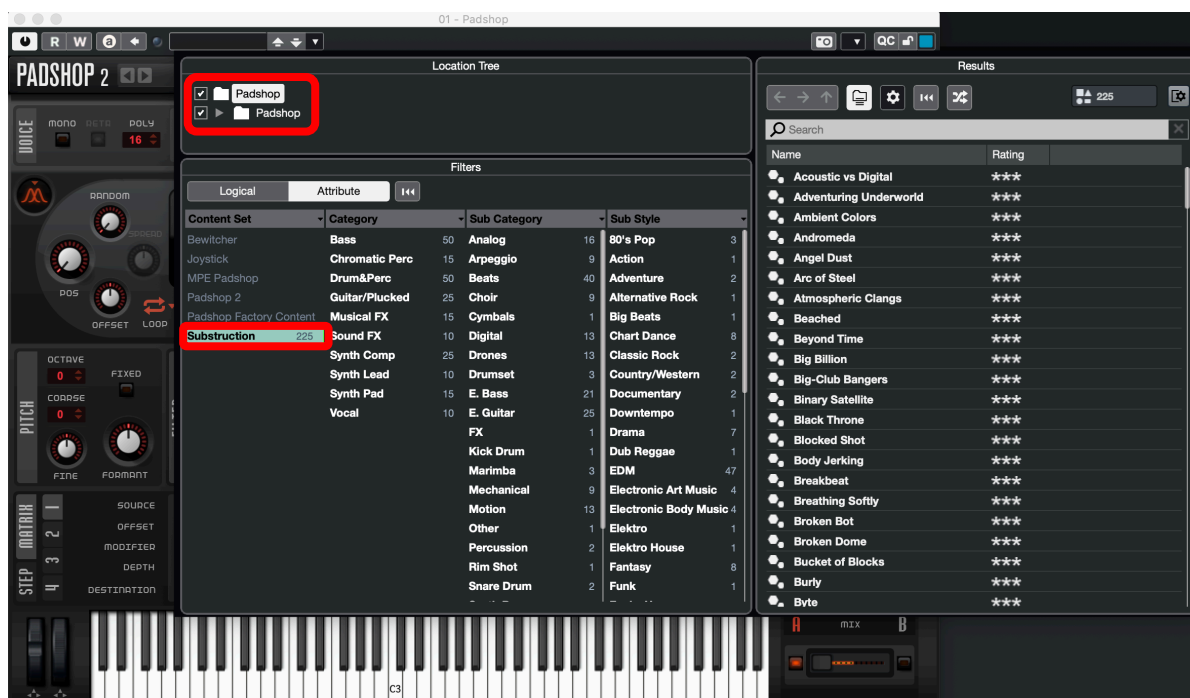 01 - Padshop
R W a QC
PADSHOP 2
Location Tree
Padshop
Padshop
Filters
Logical Attribute
Content Set Category Sub Category Sub Style
Bewitcher Bass 50 Analog 16 80's Pop 3
Joystick Chromatic Perc 15 Arpeggio 9 Action 1
MPE Padshop Drum&Perc 50 Beats 40 Adventure 2
Padshop 2 Guitar/Plucked 25 Choir 9 Alternative Rock 1
Padshop Factory Content Musical FX 15 Cymbals 1 Big Beats 1
Substruction 225 Sound FX 10 Digital 13 Chart Dance 8
Synth Comp 25 Drones 13 Classic Rock 2
Synth Lead 10 Drumset 3 Country/Western 2
Synth Pad 15 E. Bass 21 Documentary 2
Vocal 10 E. Guitar 25 Downtempo 1
FX 1 Drama 7
Kick Drum 1 Dub Reggae 1
Marimba 3 EDM 47
Mechanical 9 Electronic Art Music 4
Motion 13 Electronic Body Music 4
Other 1 Elektro 1
Percussion 2 Elektro House 1
Rim Shot 1 Fantasy 8
Snare Drum 2 Funk 1
Results
225
Search
Name Rating
Acoustic vs Digital ***
Adventuring Underworld ***
Ambient Colors ***
Andromeda ***
Angel Dust ***
Arc of Steel ***
Atmospheric Clangs ***
Beached ***
Beyond Time ***
Big Billion ***
Big-Club Bangers ***
Binary Satellite ***
Black Throne ***
Blocked Shot ***
Body Jerking ***
Breakbeat ***
Breathing Softly ***
Broken Bot ***
Broken Dome ***
Bucket of Blocks ***
Burly ***
Byte ***
VOICE
MONO RETR POLY
16
RANDOM
SPREAD
POS
OFFSET LOOP
PITCH
OCTAVE
0 FIXED
COARSE
0
FINE FORMANT
MATRIX
STEP
1
2
3
4
SOURCE
OFFSET
MODIFIER
DEPTH
DESTINATION
A MIX B
C3